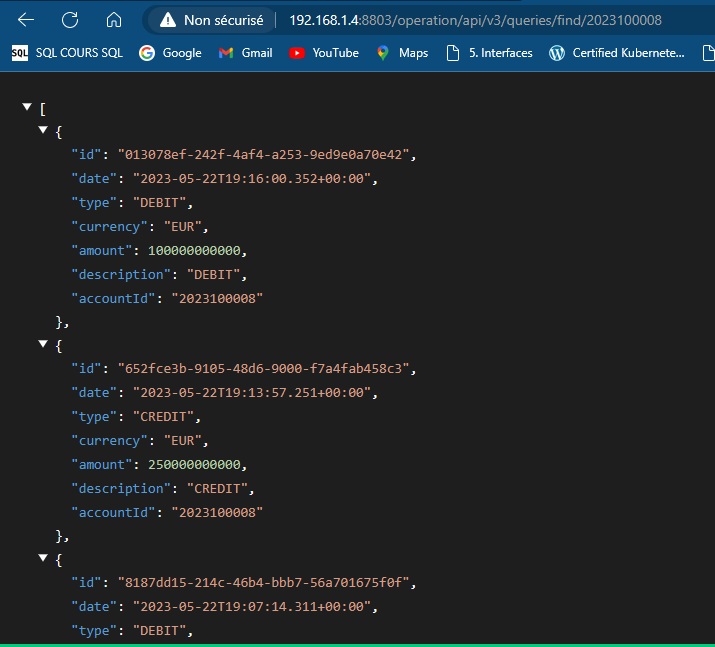 Non sécurisé 192.168.1.4:8803/operation/api/v3/queries/find/2023100008
SQL SQL COURS SQL Google Gmail YouTube Maps 5. Interfaces Certified Kubernete...
[
{
"id": "013078ef-242f-4af4-a253-9ed9e0a70e42",
"date": "2023-05-22T19:16:00.352+00:00",
"type": "DEBIT",
"currency": "EUR",
"amount": 100000000000,
"description": "DEBIT",
"accountId": "2023100008"
},
{
"id": "652fce3b-9105-48d6-9000-f7a4fab458c3",
"date": "2023-05-22T19:13:57.251+00:00",
"type": "CREDIT",
"currency": "EUR",
"amount": 250000000000,
"description": "CREDIT",
"accountId": "2023100008"
},
{
"id": "8187dd15-214c-46b4-bbb7-56a701675f0f",
"date": "2023-05-22T19:07:14.311+00:00",
"type": "DEBIT",